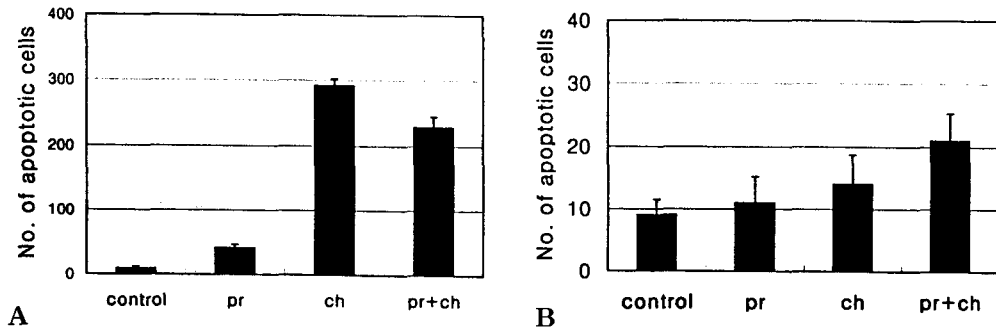 400
300
200
100
0
No. of apoptotic cells
control pr ch pr+ch
A
40
30
20
10
0
No. of apoptotic cells
control pr ch pr+ch
B